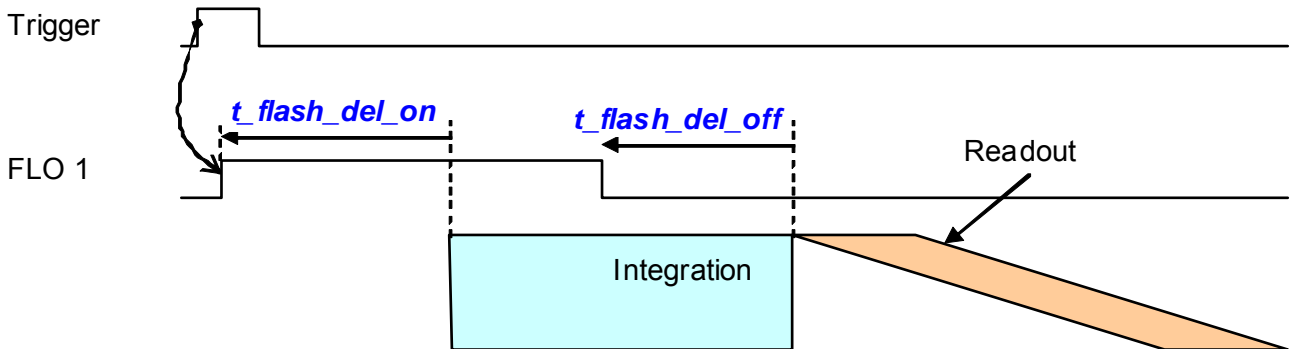 Trigger
t_flash_del_on
t_flash_del_off
Readout
FLO 1
Integration